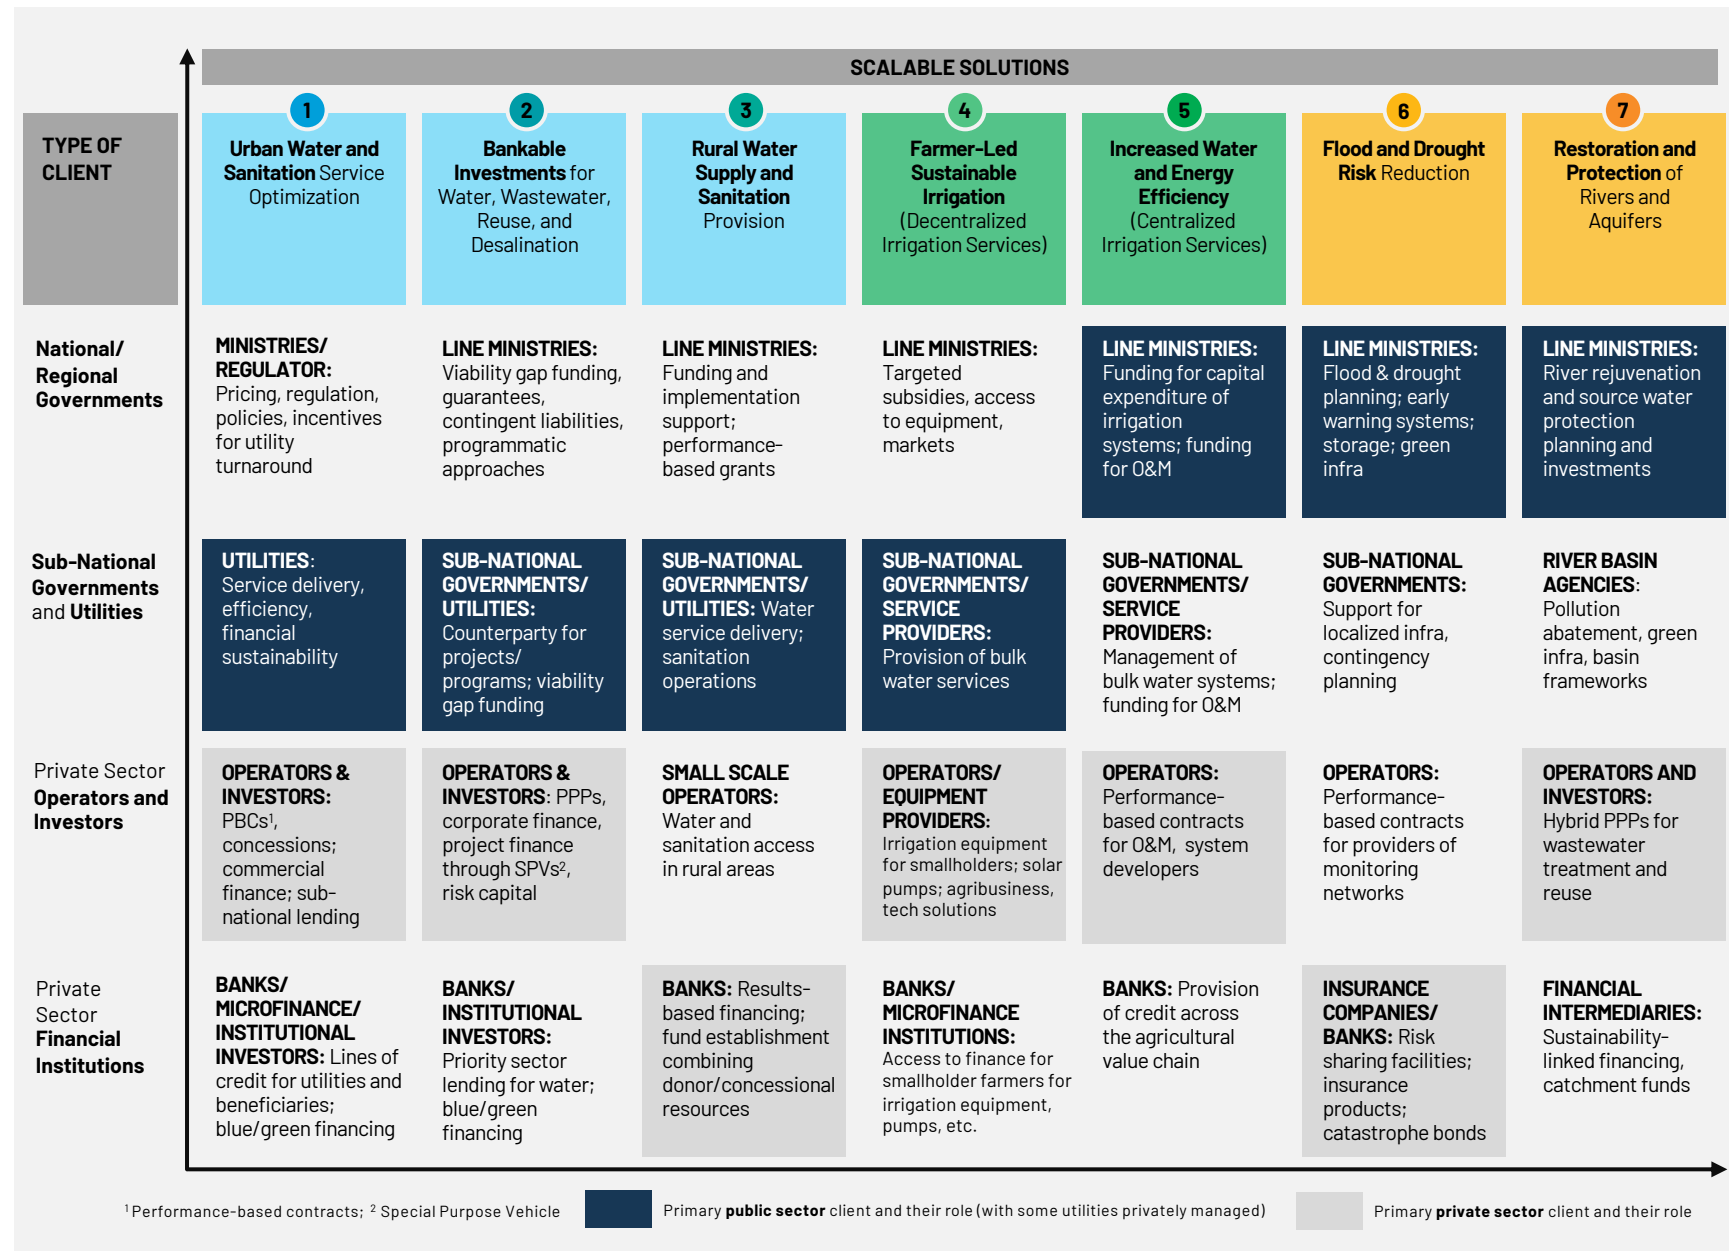 SCALABLE SOLUTIONS
TYPE OF
CLIENT
1
Urban Water and
Sanitation Service
Optimization
2
Bankable
Investments for
Water, Wastewater,
Reuse, and
Desalination
3
Rural Water
Supply and
Sanitation
Provision
4
Farmer-Led
Sustainable
Irrigation
(Decentralized
Irrigation Services)
5
Increased Water
and Energy
Efficiency
(Centralized
Irrigation Services)
6
Flood and Drought
Risk Reduction
7
Restoration and
Protection of
Rivers and
Aquifers
National/
Regional
Governments
MINISTRIES/
REGULATOR:
Pricing, regulation,
policies, incentives
for utility
turnaround
LINE MINISTRIES:
Viability gap funding,
guarantees,
contingent liabilities,
programmatic
approaches
LINE MINISTRIES:
Funding and
implementation
support;
performance-
based grants
LINE MINISTRIES:
Targeted
subsidies, access
to equipment,
markets
LINE MINISTRIES:
Funding for capital
expenditure of
irrigation
systems; funding
for O&M
LINE MINISTRIES:
Flood & drought
planning; early
warning systems;
storage; green
infra
LINE MINISTRIES:
River rejuvenation
and source water
protection
planning and
investments
Sub-National
Governments
and Utilities
UTILITIES:
Service delivery,
efficiency,
financial
sustainability
SUB-NATIONAL
GOVERNMENTS/
UTILITIES:
Counterparty for
projects/
programs; viability
gap funding
SUB-NATIONAL
GOVERNMENTS/
UTILITIES: Water
service delivery;
sanitation
operations
SUB-NATIONAL
GOVERNMENTS/
SERVICE
PROVIDERS:
Provision of bulk
water services
SUB-NATIONAL
GOVERNMENTS/
SERVICE
PROVIDERS:
Management of
bulk water systems;
funding for O&M
SUB-NATIONAL
GOVERNMENTS:
Support for
localized infra,
contingency
planning
RIVER BASIN
AGENCIES:
Pollution
abatement, green
infra, basin
frameworks
Private Sector
Operators and
Investors
OPERATORS &
INVESTORS:
PBCs¹,
concessions;
commercial
finance; sub-
national lending
OPERATORS &
INVESTORS: PPPs,
corporate finance,
project finance
through SPVs²,
risk capital
SMALL SCALE
OPERATORS:
Water and
sanitation access
in rural areas
OPERATORS/
EQUIPMENT
PROVIDERS:
Irrigation equipment
for smallholders; solar
pumps; agribusiness,
tech solutions
OPERATORS:
Performance-
based contracts
for O&M, system
developers
OPERATORS:
Performance-
based contracts
for providers of
monitoring
networks
OPERATORS AND
INVESTORS:
Hybrid PPPs for
wastewater
treatment and
reuse
Private
Sector
Financial
Institutions
BANKS/
MICROFINANCE/
INSTITUTIONAL
INVESTORS: Lines of
credit for utilities and
beneficiaries;
blue/green financing
BANKS/
INSTITUTIONAL
INVESTORS:
Priority sector
lending for water;
blue/green
financing
BANKS: Results-
based financing;
fund establishment
combining
donor/concessional
resources
BANKS/
MICROFINANCE
INSTITUTIONS:
Access to finance for
smallholder farmers for
irrigation equipment,
pumps, etc.
BANKS: Provision
of credit across
the agricultural
value chain
INSURANCE
COMPANIES/
BANKS: Risk
sharing facilities;
insurance
products;
catastrophe bonds
FINANCIAL
INTERMEDIARIES:
Sustainability-
linked financing,
catchment funds
¹ Performance-based contracts; ² Special Purpose Vehicle
Primary public sector client and their role (with some utilities privately managed)
Primary private sector client and their role